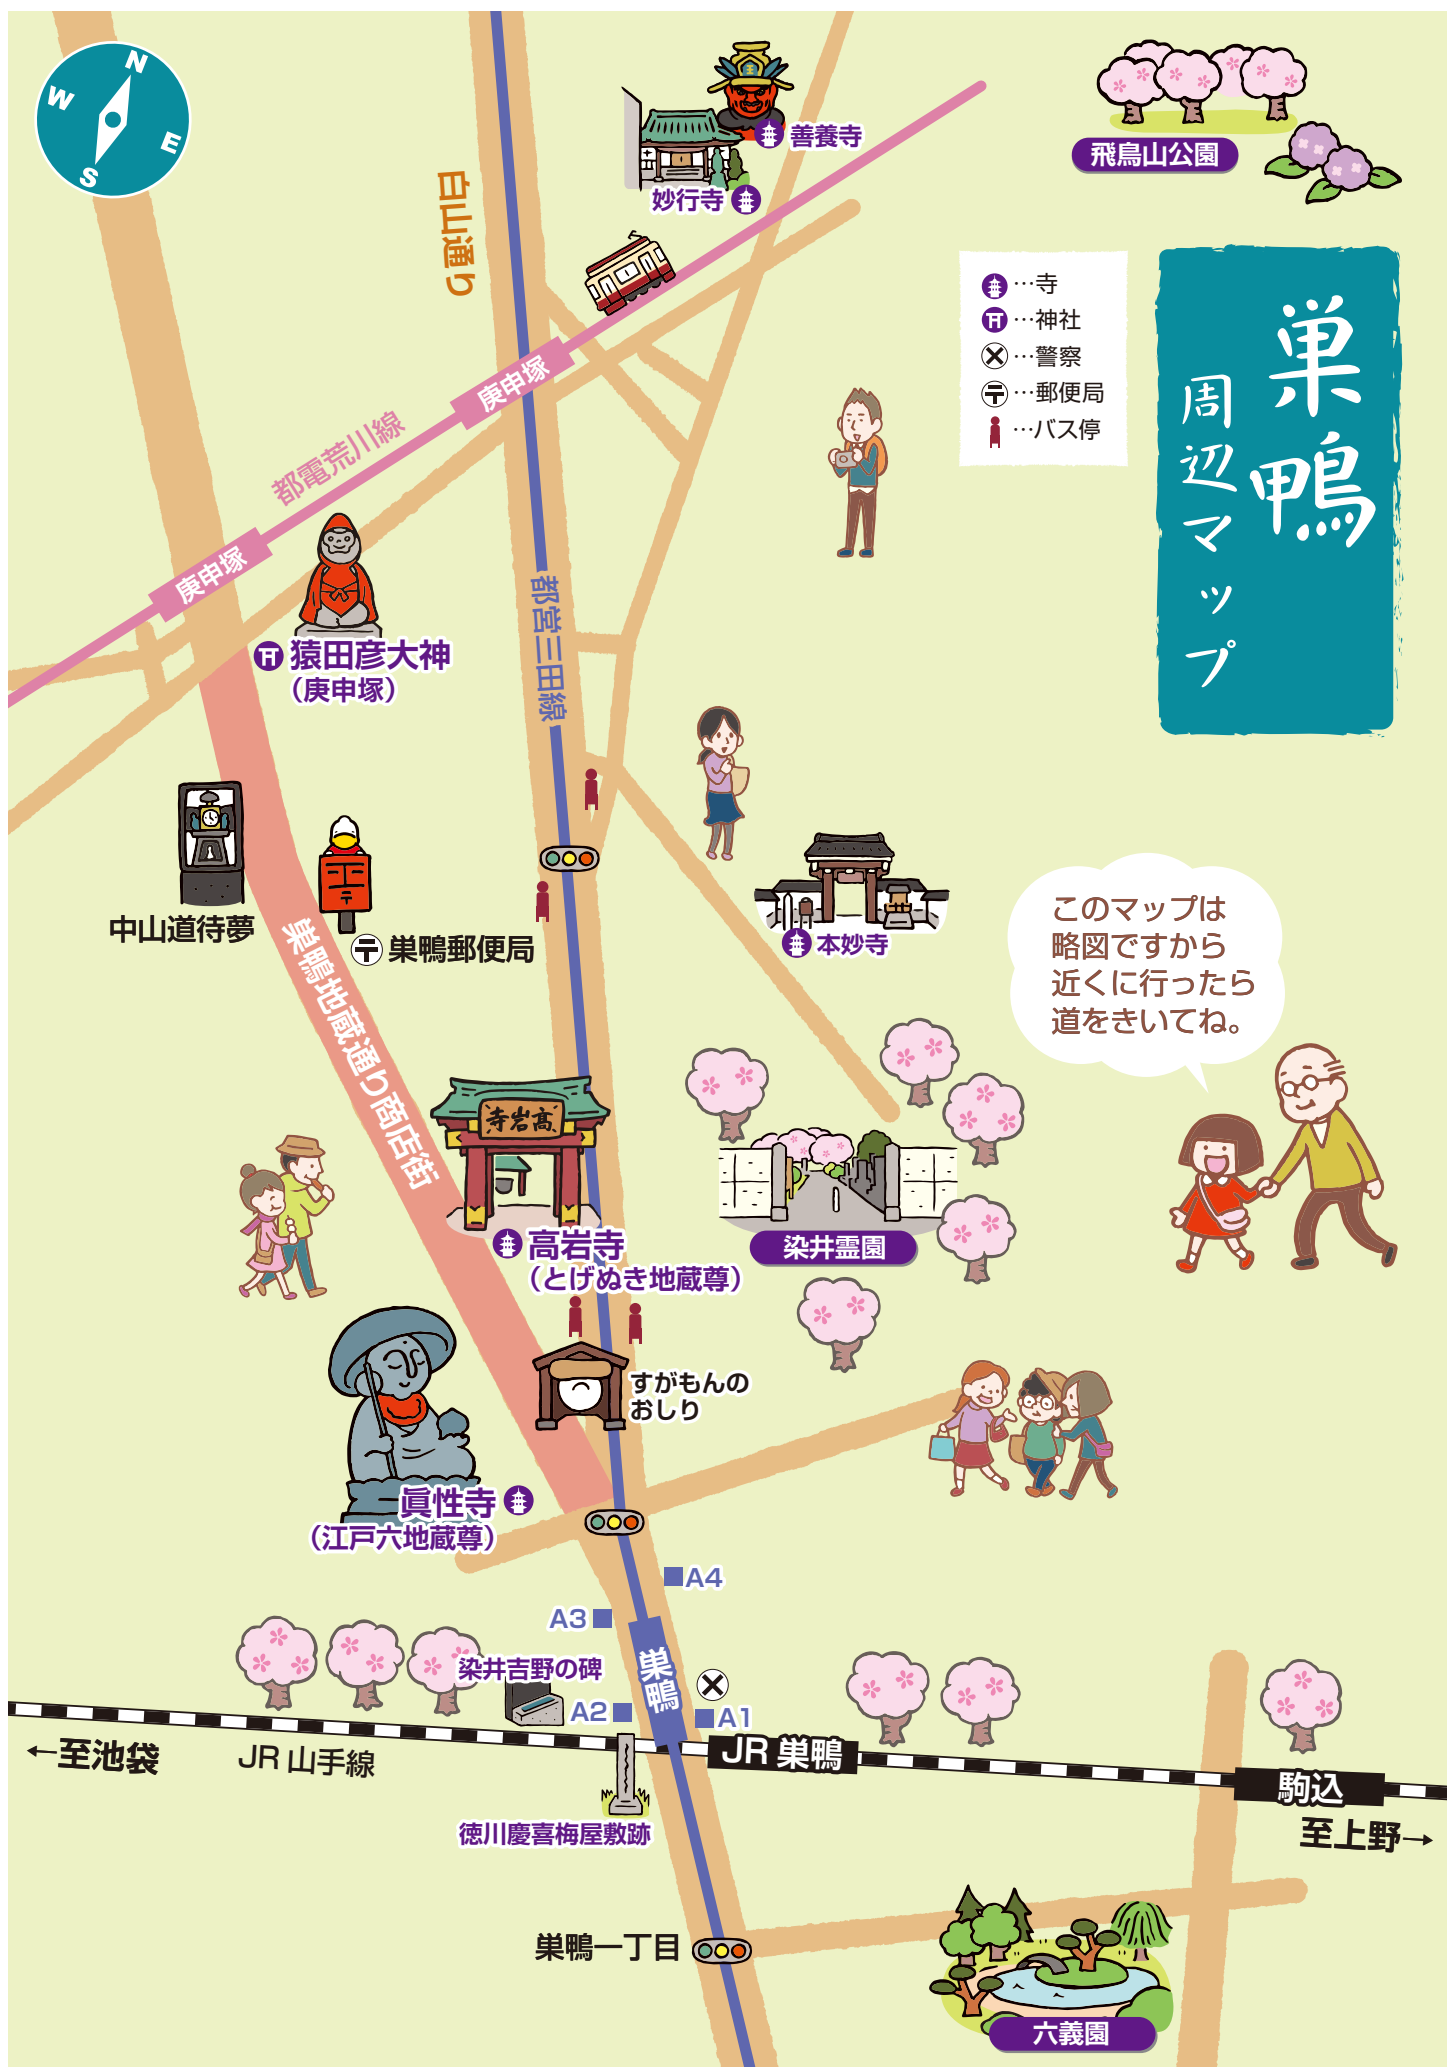 N
W
E
S
白山通り
善養寺
妙行寺
飛鳥山公園
巣鴨
周辺マップ
…寺
…神社
…警察
…郵便局
…バス停
庚申塚
都電荒川線
庚申塚
猿田彦大神
（庚申塚）
都営三田線
中山道待夢
巣鴨郵便局
本妙寺
このマップは
略図ですから
近くに行ったら
道をきいてね。
巣鴨地蔵通り商店街
寺岩高
高岩寺
（とげぬき地蔵尊）
染井霊園
すがもんの
おしり
眞性寺
（江戸六地蔵尊）
A4
A3
染井吉野の碑
巣鴨
A2
A1
←至池袋
JR 山手線
JR 巣鴨
駒込
至上野→
徳川慶喜梅屋敷跡
巣鴨一丁目
六義園